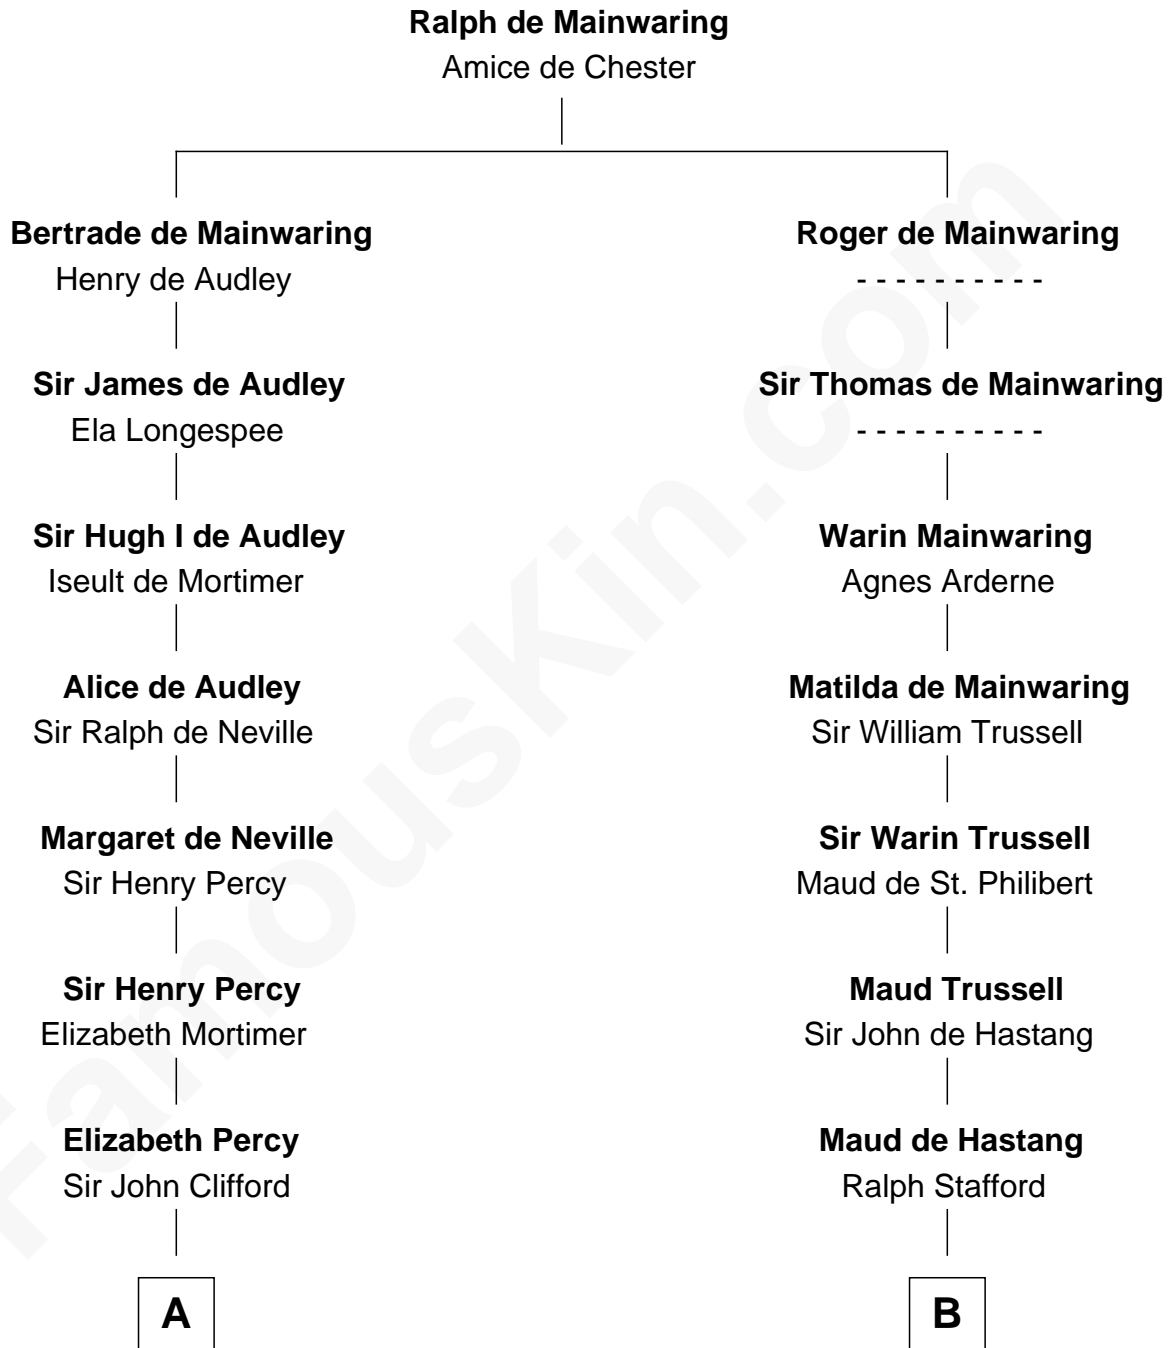 Ralph de Mainwaring
Amice de Chester
Bertrade de Mainwaring
Henry de Audley
Roger de Mainwaring
- - - - - - - - - -
Sir James de Audley
Ela Longespee
Sir Thomas de Mainwaring
- - - - - - - - - -
Sir Hugh I de Audley
Iseult de Mortimer
Warin Mainwaring
Agnes Arderne
Alice de Audley
Sir Ralph de Neville
Matilda de Mainwaring
Sir William Trussell
Margaret de Neville
Sir Henry Percy
Sir Warin Trussell
Maud de St. Philibert
Sir Henry Percy
Elizabeth Mortimer
Maud Trussell
Sir John de Hastang
Elizabeth Percy
Sir John Clifford
Maud de Hastang
Ralph Stafford
A
B
FamousKin.com